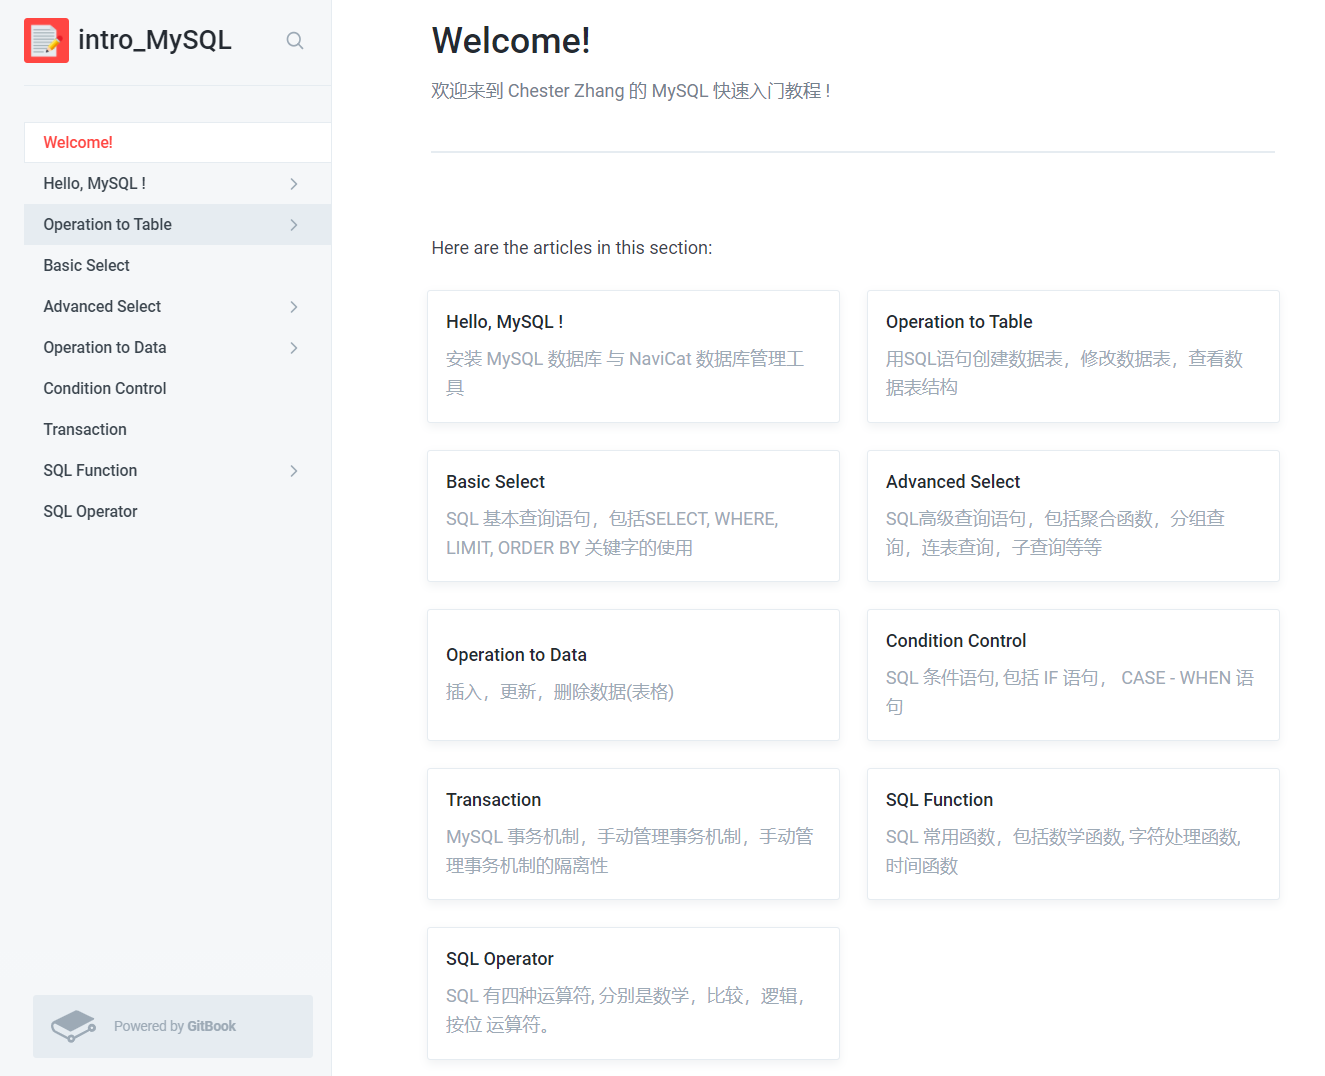 intro_MySQL
Welcome!
Hello, MySQL !
Operation to Table
Basic Select
Advanced Select
Operation to Data
Condition Control
Transaction
SQL Function
SQL Operator
Powered by GitBook
Welcome!
欢迎来到 Chester Zhang 的 MySQL 快速入门教程 !
Here are the articles in this section:
Hello, MySQL !
安装 MySQL 数据库 与 NaviCat 数据库管理工
具
Operation to Table
用SQL语句创建数据表，修改数据表，查看数
据表结构
Basic Select
SQL 基本查询语句，包括SELECT, WHERE,
LIMIT, ORDER BY 关键字的使用
Advanced Select
SQL高级查询语句，包括聚合函数，分组查
询，连表查询，子查询等等
Operation to Data
插入，更新，删除数据(表格)
Condition Control
SQL 条件语句, 包括 IF 语句， CASE - WHEN 语
句
Transaction
MySQL 事务机制，手动管理事务机制，手动管
理事务机制的隔离性
SQL Function
SQL 常用函数，包括数学函数, 字符处理函数,
时间函数
SQL Operator
SQL 有四种运算符, 分别是数学，比较，逻辑，
按位 运算符。